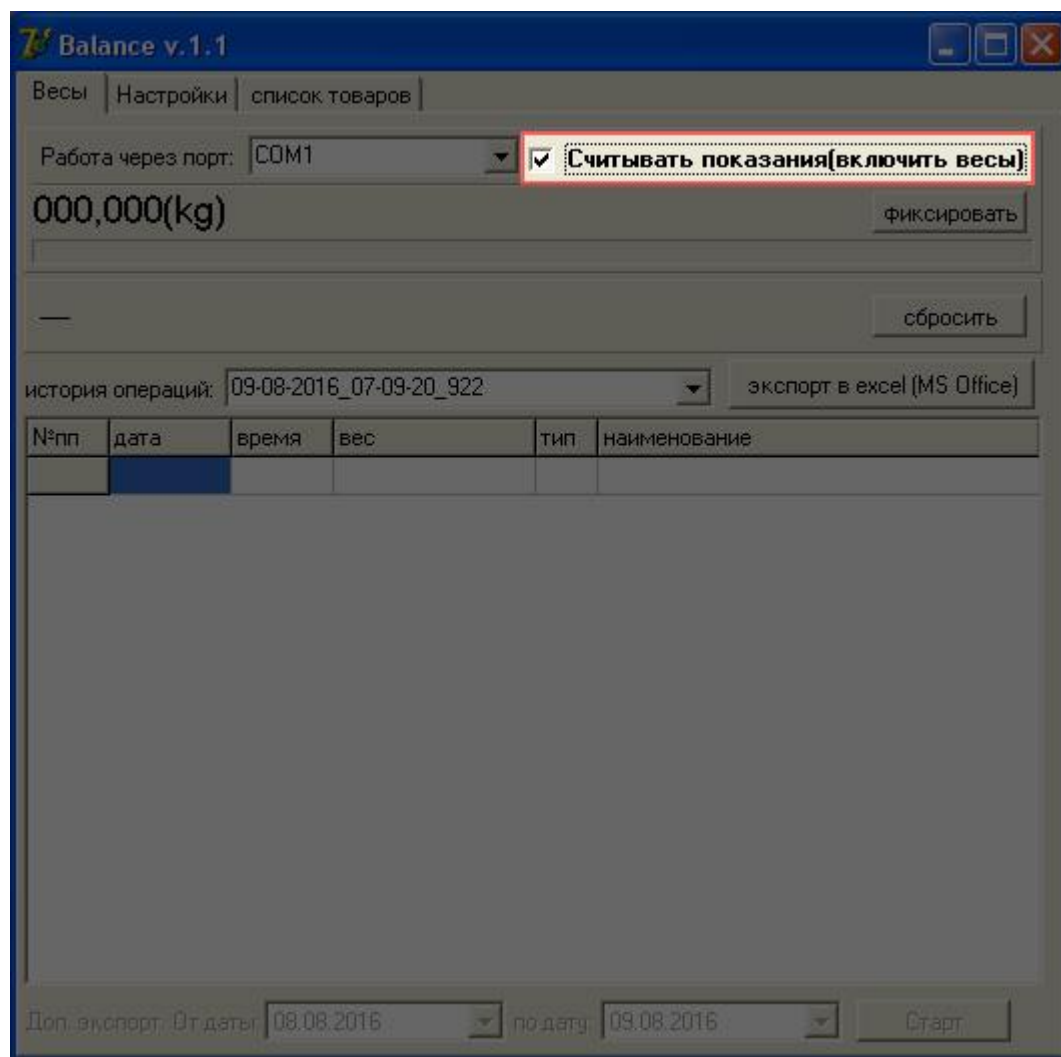 Balance v.1.1
Весы Настройки список товаров
Работа через порт: COM1 Считывать показания(включить весы)
000,000(kg) фиксировать
— сбросить
история операций: 09-08-2016_07-09-20_922 экспорт в excel (MS Office)
№пп дата время вес тип наименование
Доп. экспорт: От даты: 08.08.2016 по дату: 09.08.2016 Старт